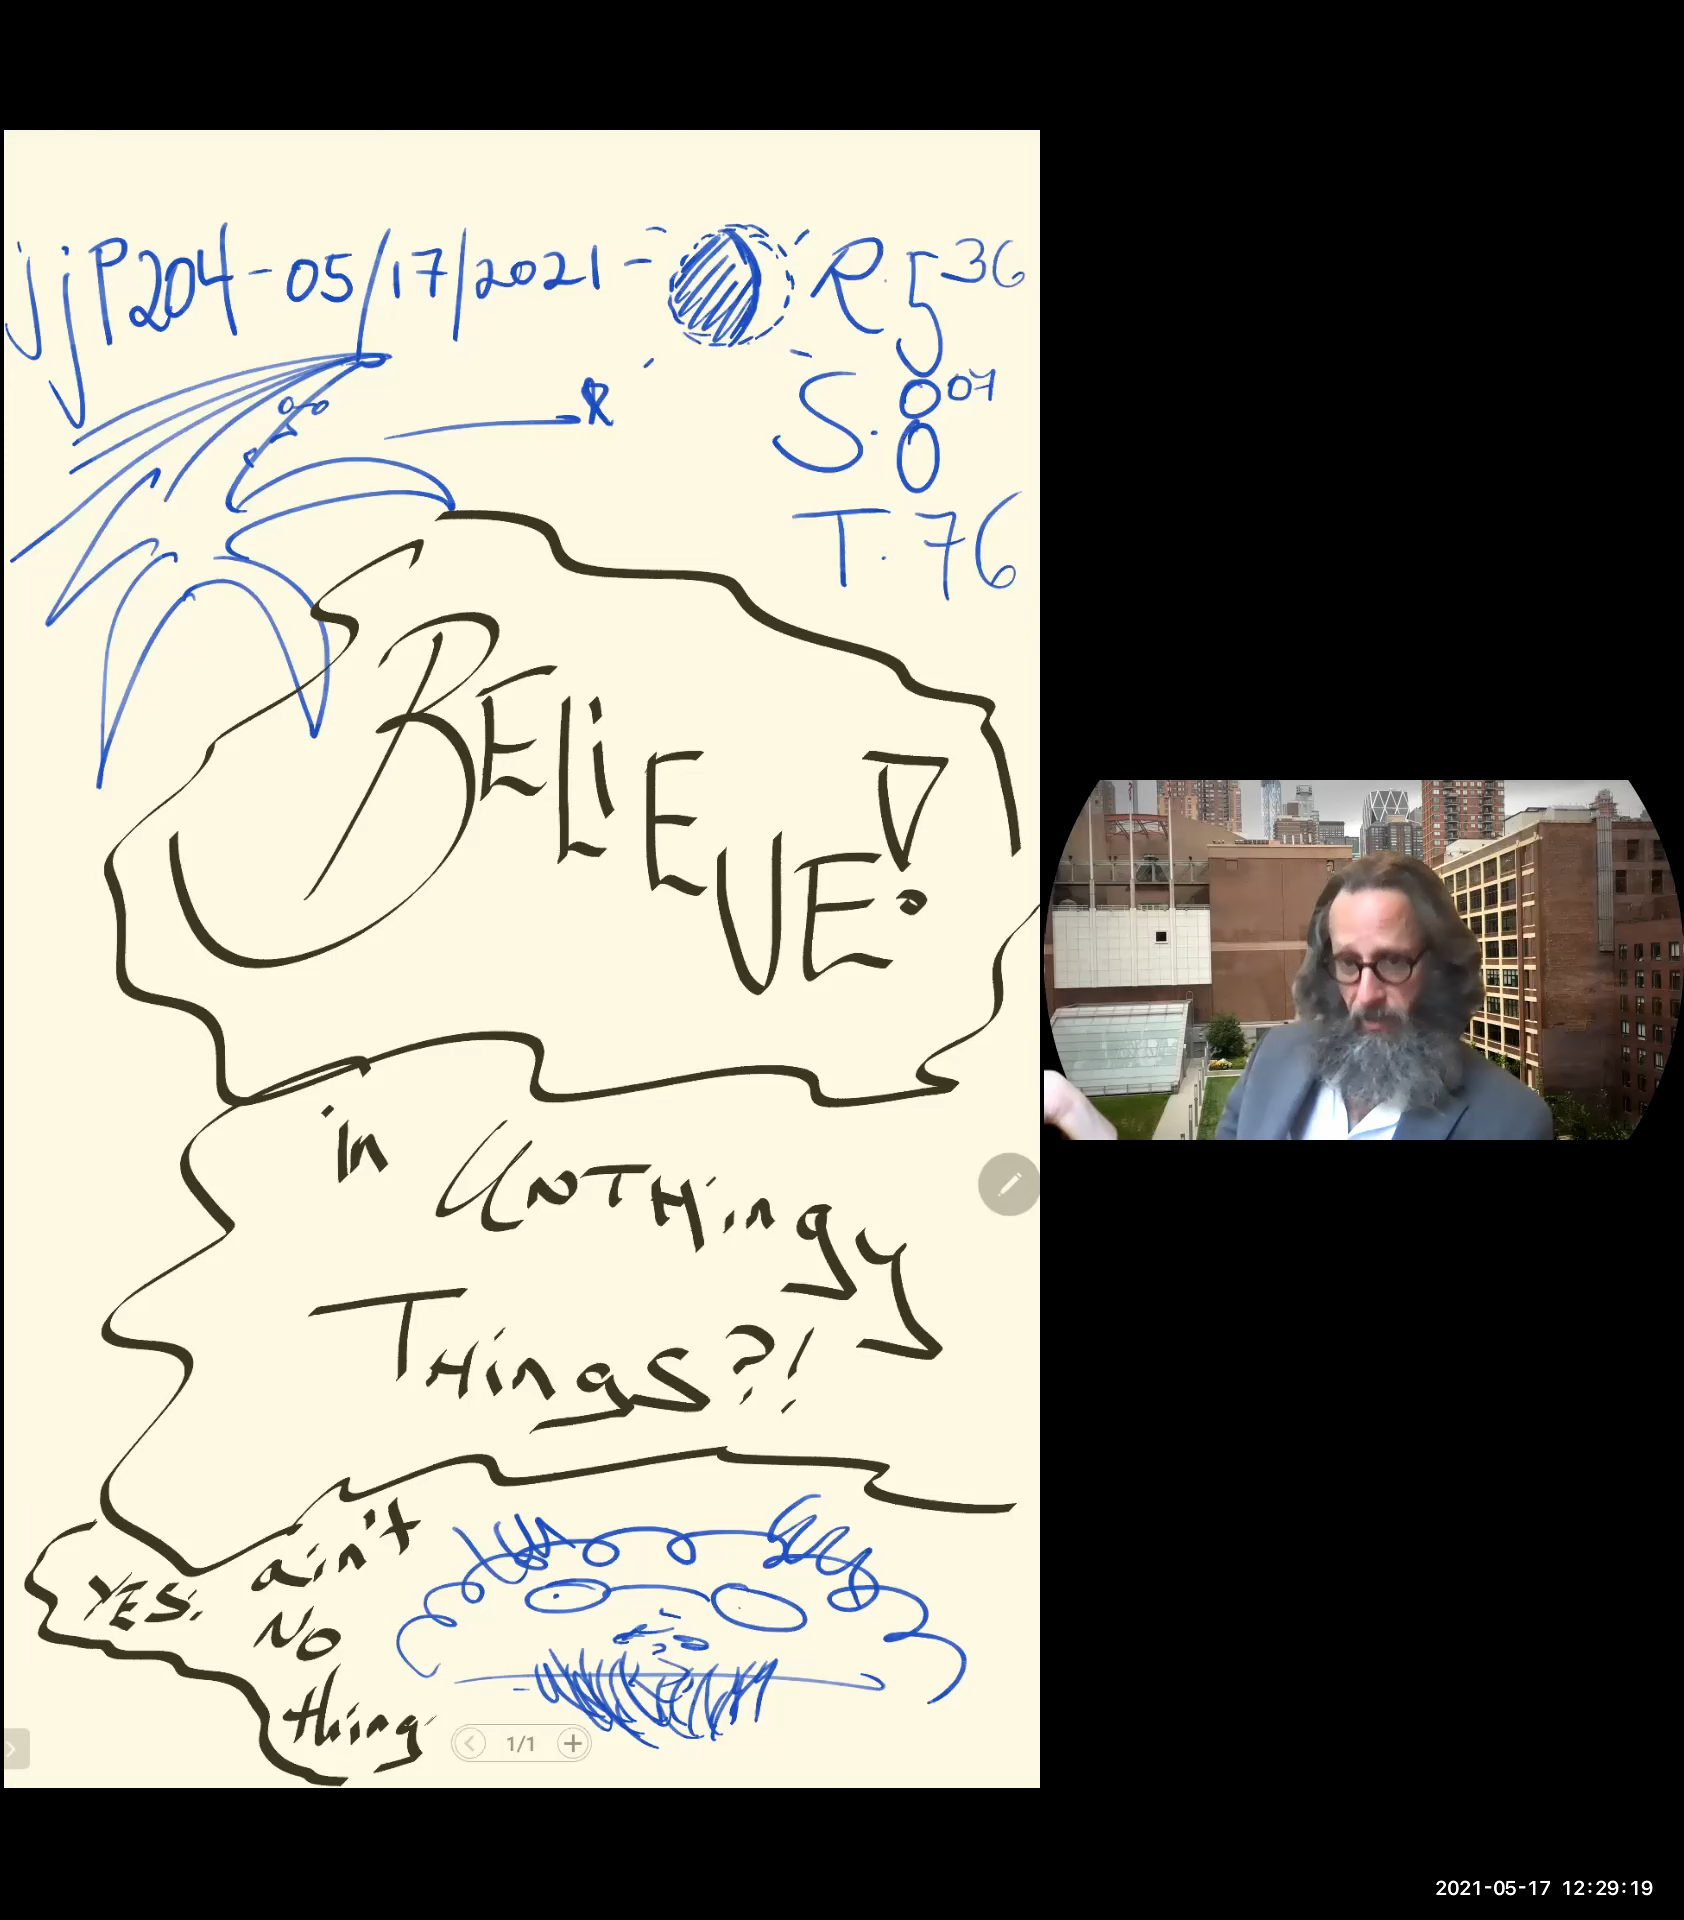 jjP204-05/17/2021-
R. 5 36
S. 8 07
T. 76
BELiEVE!
in UNTHingy
THingS?!
YES. ain't
NO
thing
1/1
2021-05-17 12:29:19